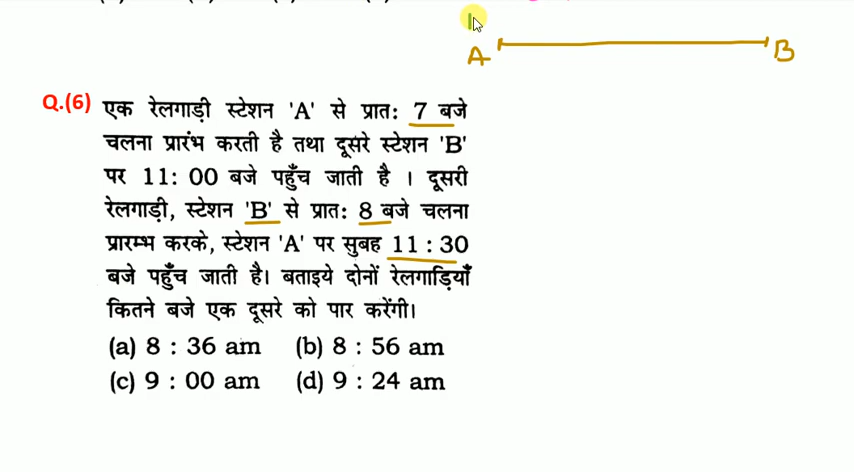 A B
Q.(6) एक रेलगाड़ी स्टेशन 'A' से प्रात: 7 बजे
चलना प्रारंभ करती है तथा दूसरे स्टेशन 'B'
पर 11: 00 बजे पहुँच जाती है । दूसरी
रेलगाड़ी, स्टेशन 'B' से प्रात: 8 बजे चलना
प्रारम्भ करके, स्टेशन 'A' पर सुबह 11 : 30
बजे पहुँच जाती है। बताइये दोनों रेलगाड़ियाँ
कितने बजे एक दूसरे को पार करेंगी।
(a) 8 : 36 am (b) 8 : 56 am
(c) 9 : 00 am (d) 9 : 24 am